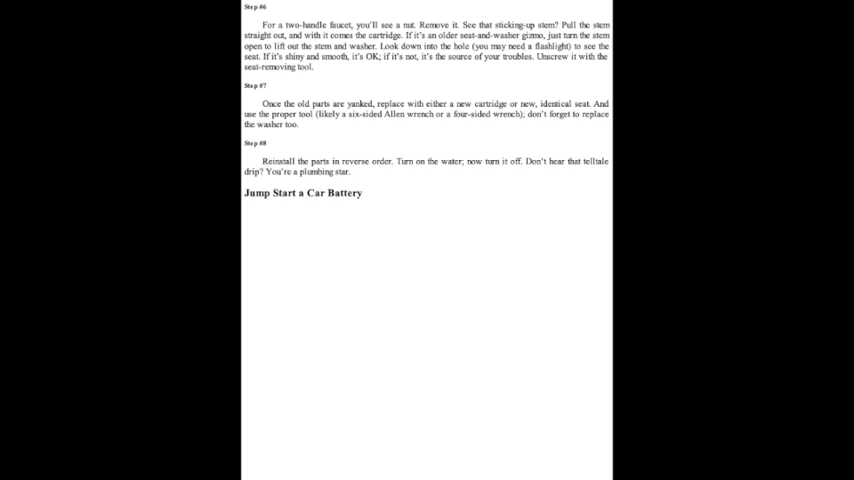 Step #6
For a two-handle faucet, you'll see a nut. Remove it. See that sticking-up stem? Pull the stem
straight out, and with it comes the cartridge. If it's an older seat-and-washer gizmo, just turn the stem
open to lift out the stem and washer. Look down into the hole (you may need a flashlight) to see the
seat. If it's shiny and smooth, it's OK; if it's not, it's the source of your troubles. Unscrew it with the
seat-removing tool.
Step #7
Once the old parts are yanked, replace with either a new cartridge or new, identical seat. And
use the proper tool (likely a six-sided Allen wrench or a four-sided wrench); don't forget to replace
the washer too.
Step #8
Reinstall the parts in reverse order. Turn on the water; now turn it off. Don't hear that telltale
drip? You're a plumbing star.
Jump Start a Car Battery